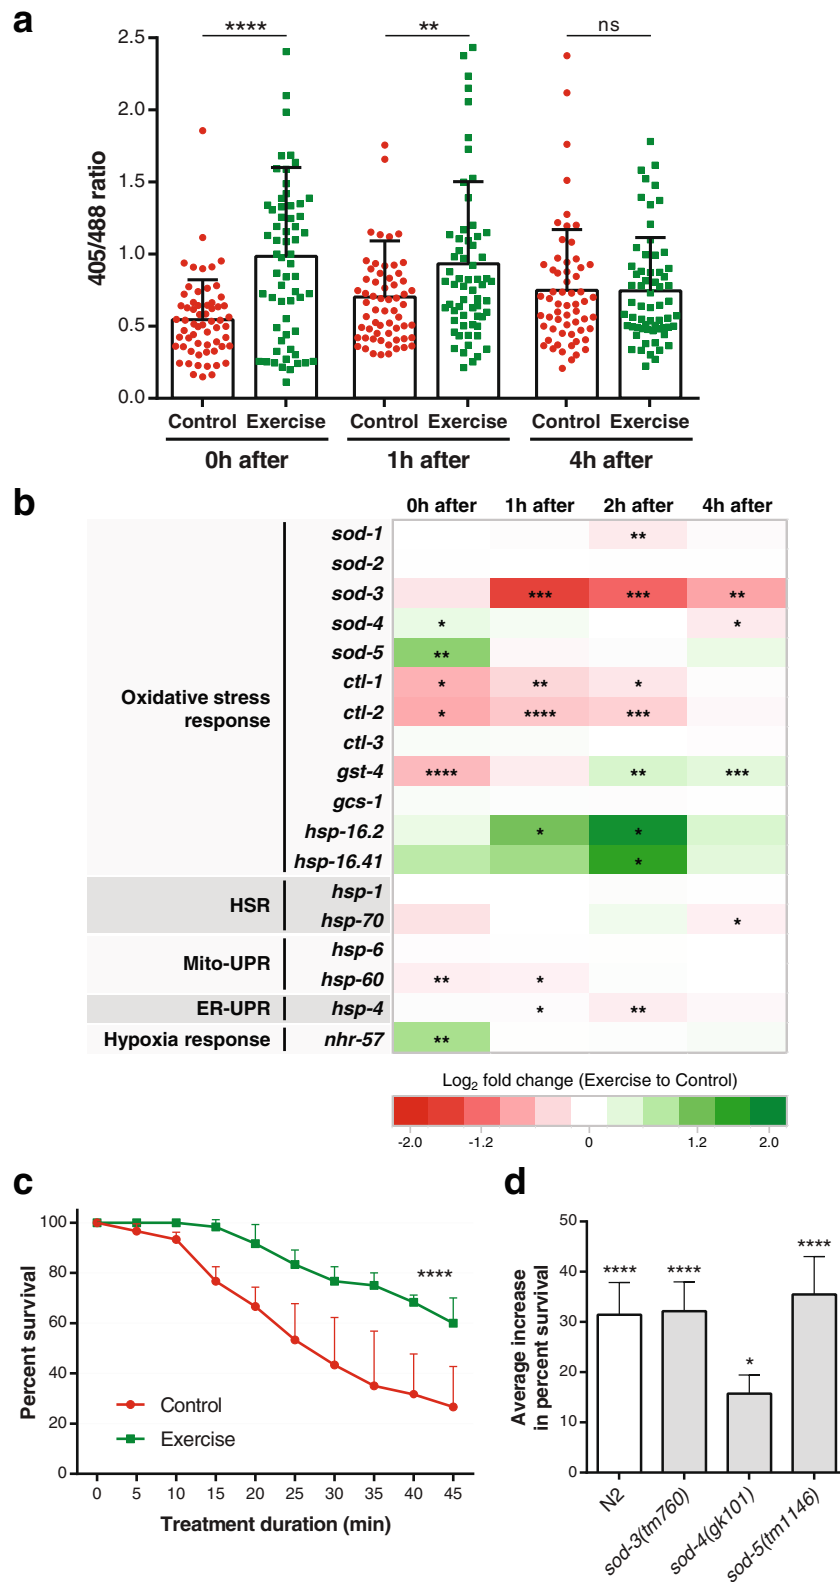 a
**** ** ns
2.5
2.0
1.5
1.0
0.5
0.0
405/488 ratio
Control Exercise Control Exercise Control Exercise
0h after 1h after 4h after
b
0h after 1h after 2h after 4h after
Oxidative stress
response
sod-1 **
sod-2
sod-3 *** *** **
sod-4 * *
sod-5 **
ctl-1 * ** *
ctl-2 * **** ***
ctl-3
gst-4 **** ** ***
gcs-1
hsp-16.2 * *
hsp-16.41 *
HSR
hsp-1
hsp-70 *
Mito-UPR
hsp-6
hsp-60 ** *
ER-UPR hsp-4 * **
Hypoxia response nhr-57 **
Log2 fold change (Exercise to Control)
-2.0 -1.2 0 1.2 2.0
c
100
80
60
40
20
0
Percent survival
****
Control
Exercise
0 5 10 15 20 25 30 35 40 45
Treatment duration (min)
d
50
40
30
20
10
0
Average increase
in percent survival
**** **** * ****
N2
sod-3(tm760)
sod-4(gk101)
sod-5(tm1146)